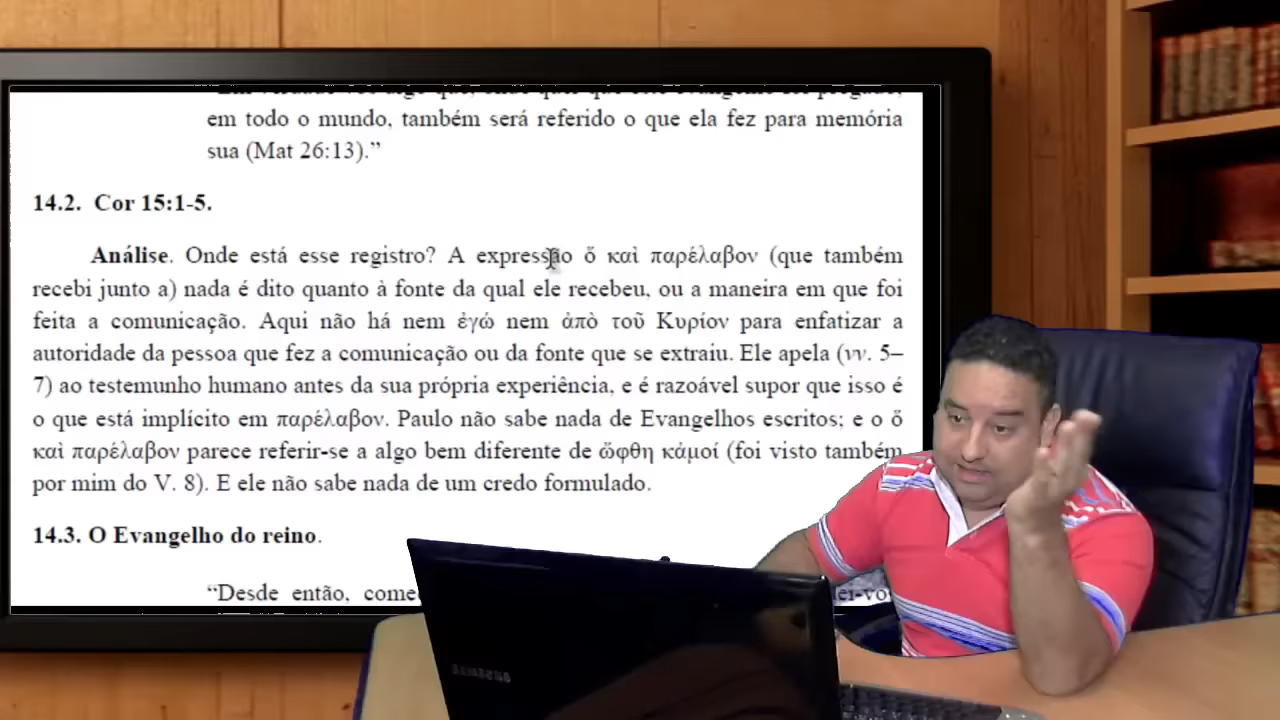 em todo o mundo, também será referido o que ela fez para memória
sua (Mat 26:13).”
14.2. Cor 15:1-5.
Análise. Onde está esse registro? A expressão ὅ καὶ παρέλαβον (que também
recebi junto a) nada é dito quanto à fonte da qual ele recebeu, ou a maneira em que foi
feita a comunicação. Aqui não há nem ἐγώ nem ἀπὸ τοῦ Κυρίον para enfatizar a
autoridade da pessoa que fez a comunicação ou da fonte que se extraiu. Ele apela (vv. 5–
7) ao testemunho humano antes da sua própria experiência, e é razoável supor que isso é
o que está implícito em παρέλαβον. Paulo não sabe nada de Evangelhos escritos; e o ὅ
καὶ παρέλαβον parece referir-se a algo bem diferente de ὤφθη κἀμοί (foi visto também
por mim do V. 8). E ele não sabe nada de um credo formulado.
14.3. O Evangelho do reino.
“Desde então, come